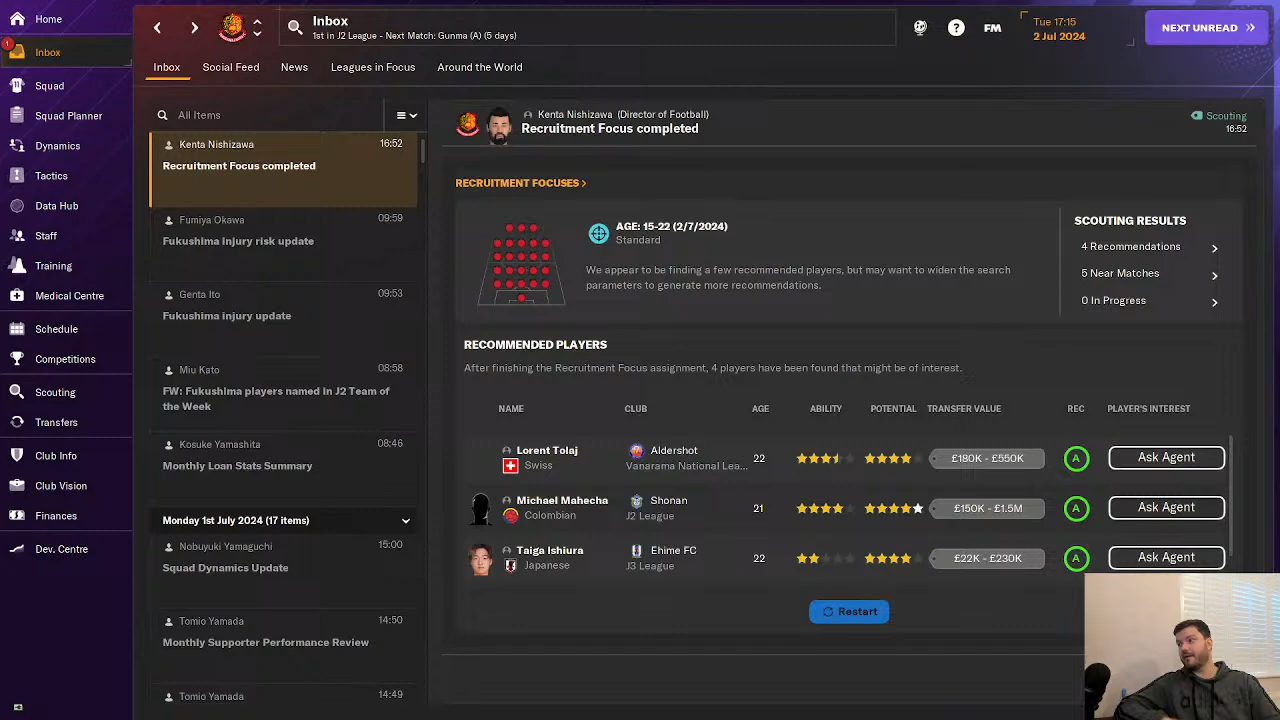 Home
1
Inbox
Squad
Squad Planner
Dynamics
Tactics
Data Hub
Staff
Training
Medical Centre
Schedule
Competitions
Scouting
Transfers
Club Info
Club Vision
Finances
Dev. Centre
Inbox
1st in J2 League - Next Match: Gunma (A) (5 days)
?
FM
Tue 17:15
2 Jul 2024
NEXT UNREAD
Inbox
Social Feed
News
Leagues in Focus
Around the World
All Items
Kenta Nishizawa 16:52
Recruitment Focus completed
Fumiya Okawa 09:59
Fukushima injury risk update
Genta Ito 09:53
Fukushima injury update
Miu Kato 08:58
FW: Fukushima players named in J2 Team of
the Week
Kosuke Yamashita 08:46
Monthly Loan Stats Summary
Monday 1st July 2024 (17 items)
Nobuyuki Yamaguchi 15:00
Squad Dynamics Update
Tomio Yamada 14:50
Monthly Supporter Performance Review
Tomio Yamada 14:49
Kenta Nishizawa (Director of Football)
Recruitment Focus completed
Scouting
16:52
RECRUITMENT FOCUSES >
AGE: 15-22 (2/7/2024)
Standard
We appear to be finding a few recommended players, but may want to widen the search
parameters to generate more recommendations.
SCOUTING RESULTS
4 Recommendations
5 Near Matches
0 In Progress
RECOMMENDED PLAYERS
After finishing the Recruitment Focus assignment, 4 players have been found that might be of interest.
NAME CLUB AGE ABILITY POTENTIAL TRANSFER VALUE REC PLAYER'S INTEREST
Lorent Tolaj Aldershot 22 £180K - £550K A Ask Agent
Swiss Vanarama National Lea...
Michael Mahecha Shonan 21 £150K - £1.5M A Ask Agent
Colombian J2 League
Taiga Ishiura Ehime FC 22 £22K - £230K A Ask Agent
Japanese J3 League
Restart